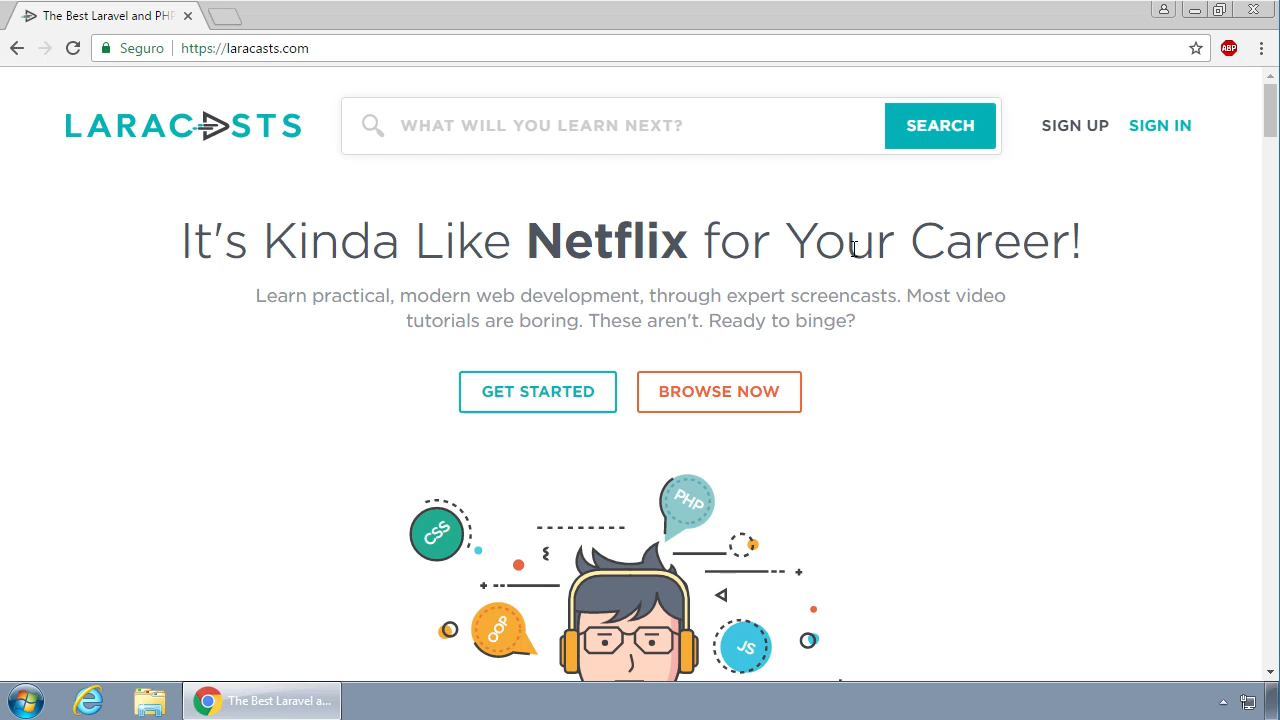 The Best Laravel and PHP
Seguro
https://laracasts.com
ABP
LARACASTS
WHAT WILL YOU LEARN NEXT?
SEARCH
SIGN UP
SIGN IN
It's Kinda Like Netflix for Your Career!
Learn practical, modern web development, through expert screencasts. Most video
tutorials are boring. These aren't. Ready to binge?
GET STARTED
BROWSE NOW
PHP
CSS
OOP
JS
The Best Laravel a...